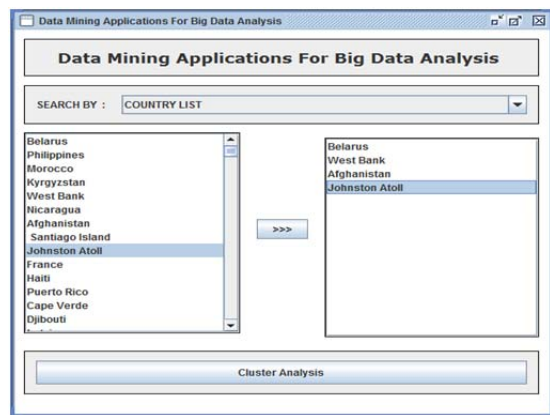 Data Mining Applications For Big Data Analysis
Data Mining Applications For Big Data Analysis
SEARCH BY : COUNTRY LIST
Belarus
Philippines
Morocco
Kyrgyzstan
West Bank
Nicaragua
Afghanistan
Santiago Island
Johnston Atoll
France
Haiti
Puerto Rico
Cape Verde
Djibouti
>>>
Belarus
West Bank
Afghanistan
Johnston Atoll
Cluster Analysis